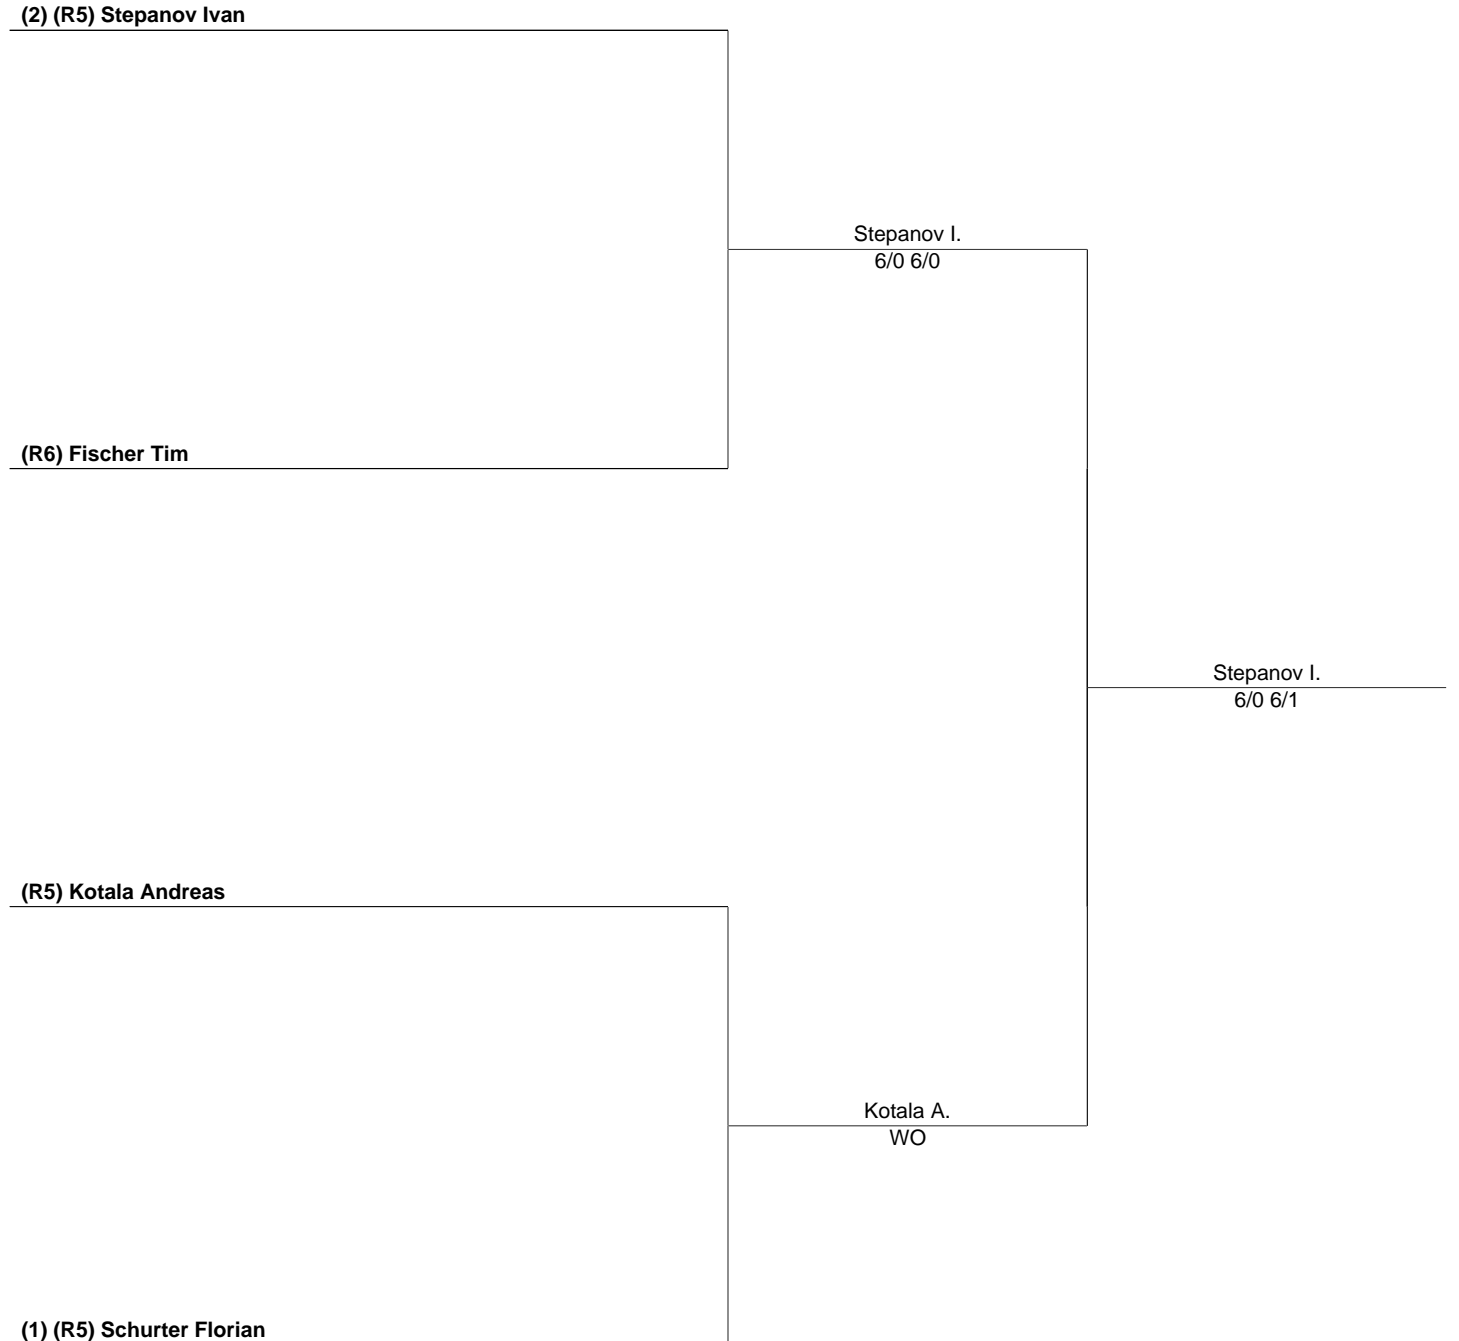 (2) (R5) Stepanov Ivan
Stepanov I.
6/0 6/0
(R6) Fischer Tim
Stepanov I.
6/0 6/1
(R5) Kotala Andreas
Kotala A.
WO
(1) (R5) Schurter Florian